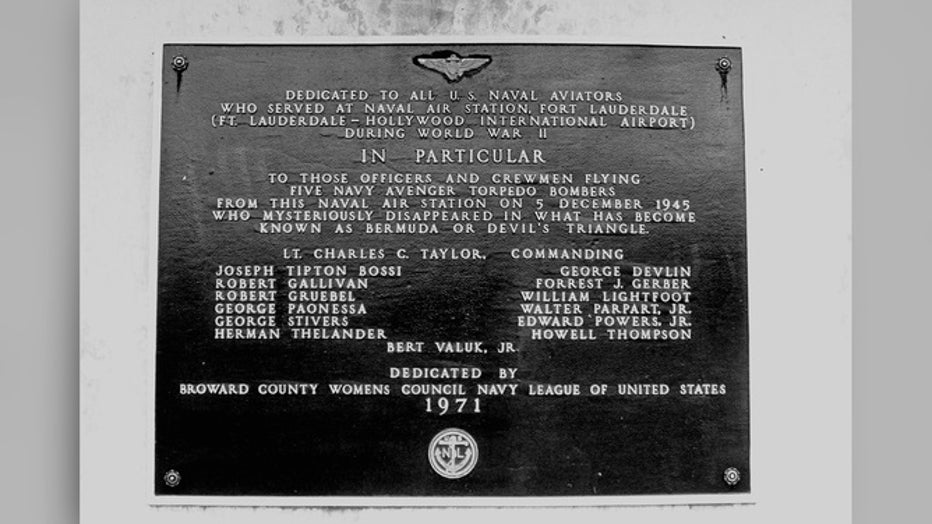 DEDICATED TO ALL U. S. NAVAL AVIATORS
WHO SERVED AT NAVAL AIR STATION, FORT LAUDERDALE
(FT. LAUDERDALE – HOLLYWOOD INTERNATIONAL AIRPORT)
DURING WORLD WAR II
IN PARTICULAR
TO THOSE OFFICERS AND CREWMEN FLYING
FIVE NAVY AVENGER TORPEDO BOMBERS
FROM THIS NAVAL AIR STATION ON 5 DECEMBER 1945
WHO MYSTERIOUSLY DISAPPEARED IN WHAT HAS BECOME
KNOWN AS BERMUDA OR DEVIL'S TRIANGLE.
LT. CHARLES C. TAYLOR, COMMANDING
JOSEPH TIPTON BOSSI GEORGE DEVLIN
ROBERT GALLIVAN FORREST J. GERBER
ROBERT GRUEBEL WILLIAM LIGHTFOOT
GEORGE PAONESSA WALTER PARPART, JR.
GEORGE STIVERS EDWARD POWERS, JR.
HERMAN THELANDER HOWELL THOMPSON
BERT VALUK, JR.
DEDICATED BY
BROWARD COUNTY WOMENS COUNCIL NAVY LEAGUE OF UNITED STATES
1971
NL